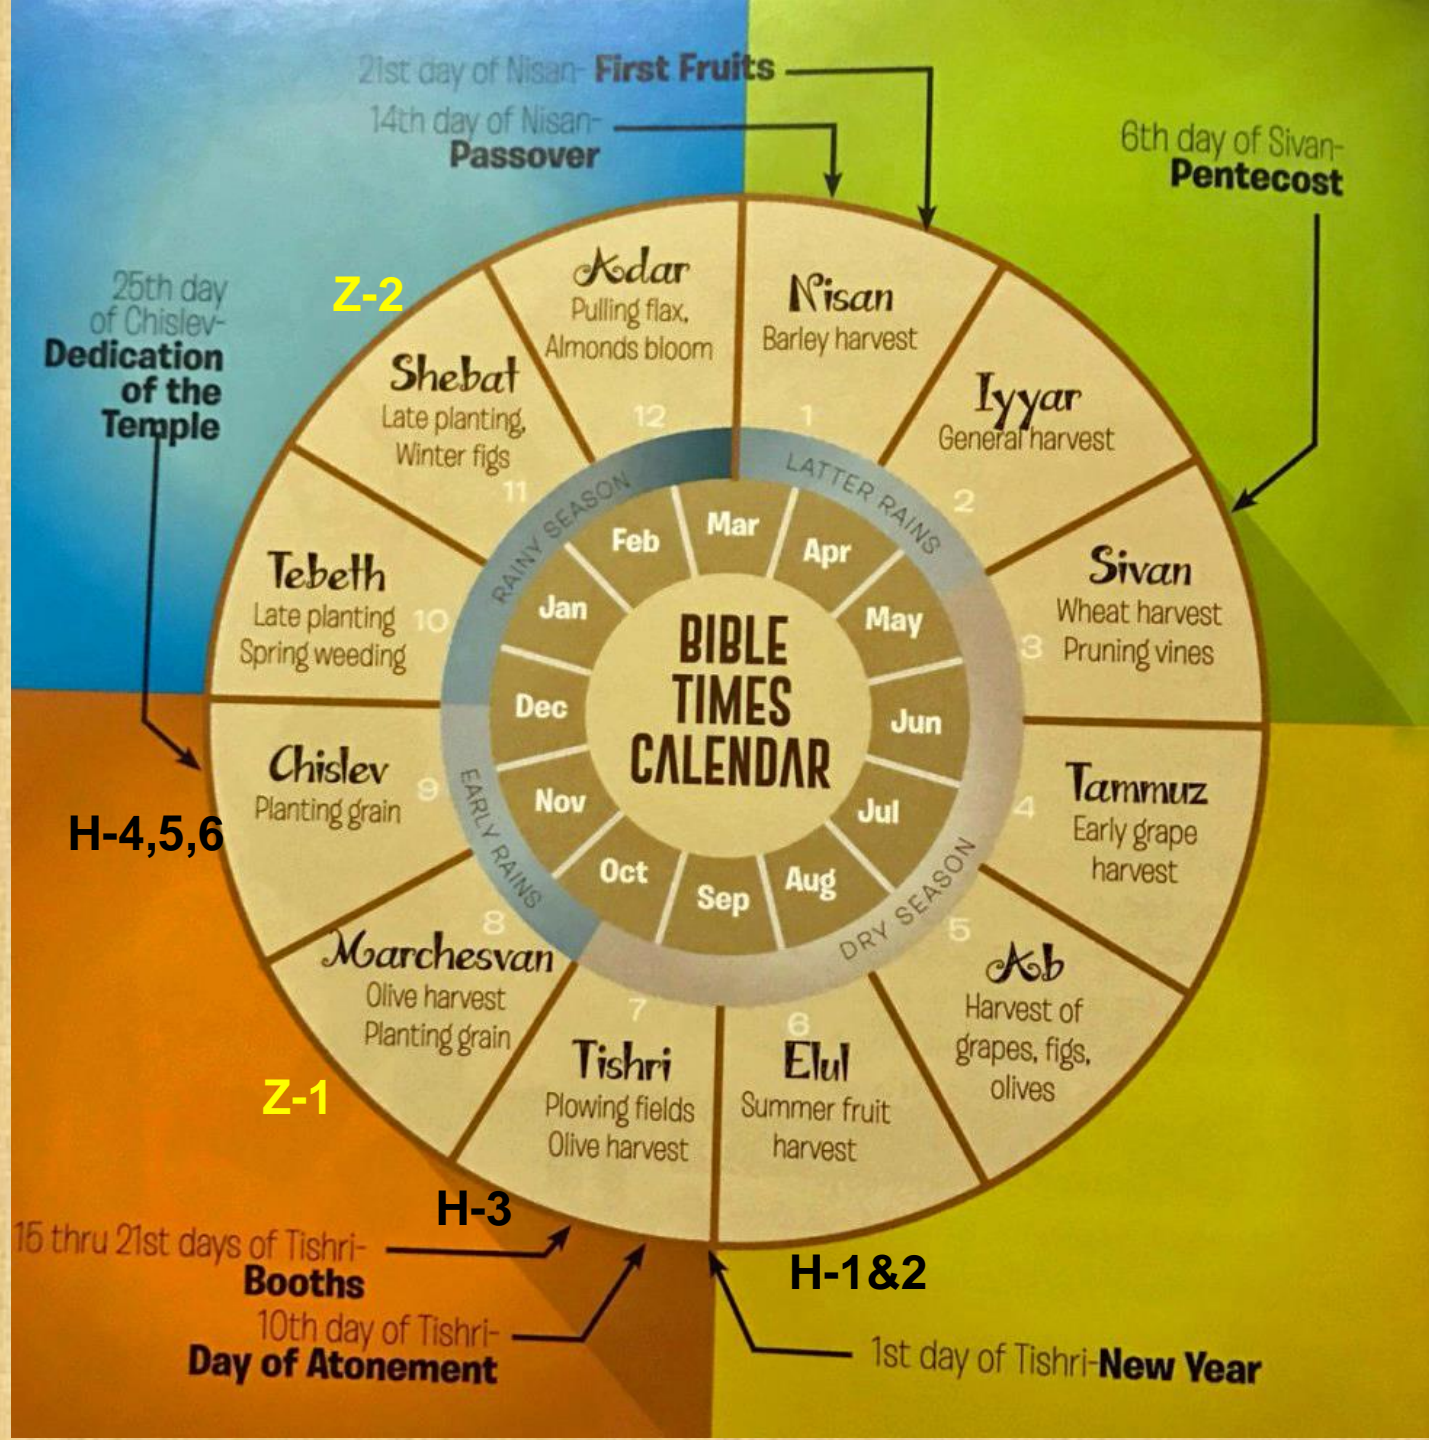 21st day of Nisan- First Fruits
14th day of Nisan-
Passover
6th day of Sivan-
Pentecost
25th day
of Chislev-
Dedication
of the
Temple
Z-2
Adar
Pulling flax,
Almonds bloom
12
Nisan
Barley harvest
1
Iyyar
General harvest
2
Sivan
Wheat harvest
Pruning vines
3
Tammuz
Early grape
harvest
4
Ab
Harvest of
grapes, figs,
olives
5
6
Elul
Summer fruit
harvest
7
Tishri
Plowing fields
Olive harvest
8
Marchesvan
Olive harvest
Planting grain
Chislev
Planting grain
9
Tebeth
Late planting
Spring weeding
10
Shebat
Late planting,
Winter figs
11
RAINY SEASON
LATTER RAINS
DRY SEASON
EARLY RAINS
Jan
Feb
Mar
Apr
May
Jun
Jul
Aug
Sep
Oct
Nov
Dec
BIBLE
TIMES
CALENDAR
H-4,5,6
Z-1
H-3
H-1&2
15 thru 21st days of Tishri-
Booths
10th day of Tishri-
Day of Atonement
1st day of Tishri-New Year